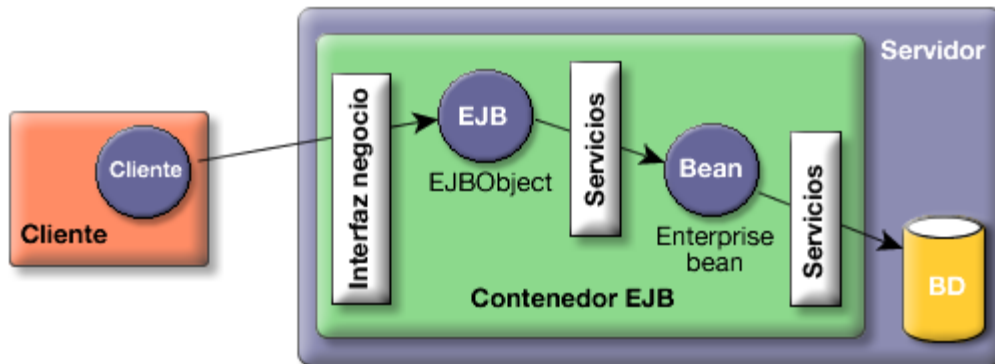 Servidor
Cliente
Cliente
Interfaz negocio
EJB
EJBObject
Servicios
Bean
Enterprise
bean
Servicios
Contenedor EJB
BD